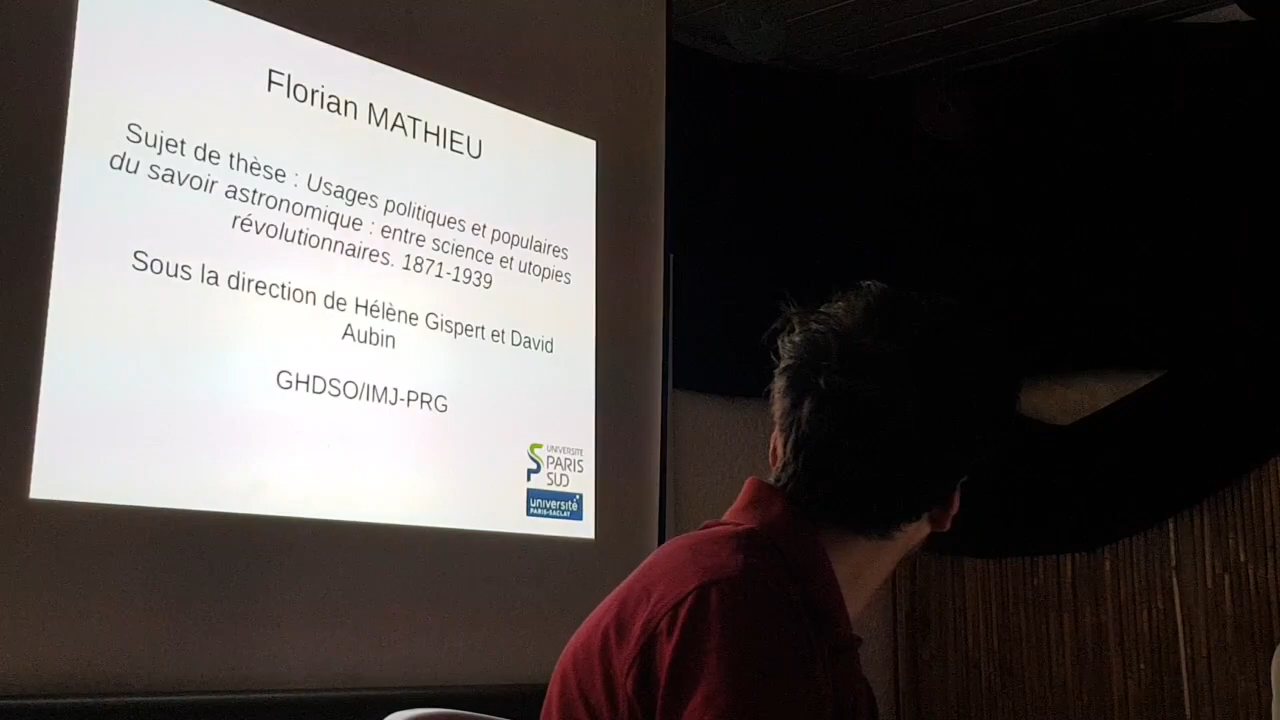 Florian MATHIEU
Sujet de thèse : Usages politiques et populaires
du savoir astronomique : entre science et utopies
révolutionnaires. 1871-1939
Sous la direction de Hélène Gispert et David
Aubin
GHDSO/IMJ-PRG
UNIVERSITÉ
PARIS
SUD
université
PARIS-SACLAY